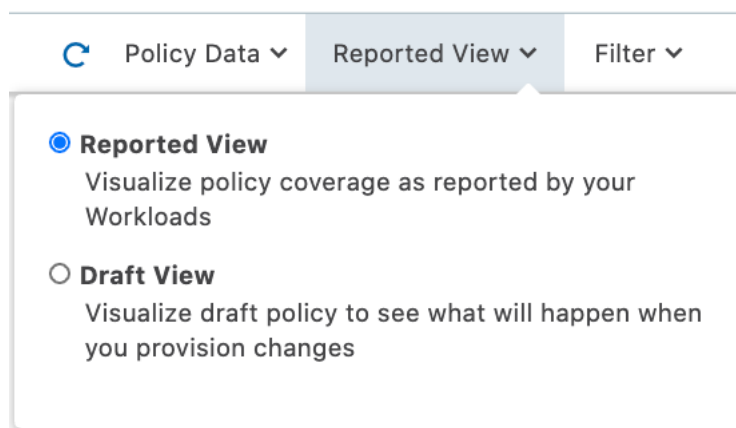 Policy Data Reported View Filter
Reported View
Visualize policy coverage as reported by your
Workloads
Draft View
Visualize draft policy to see what will happen when
you provision changes